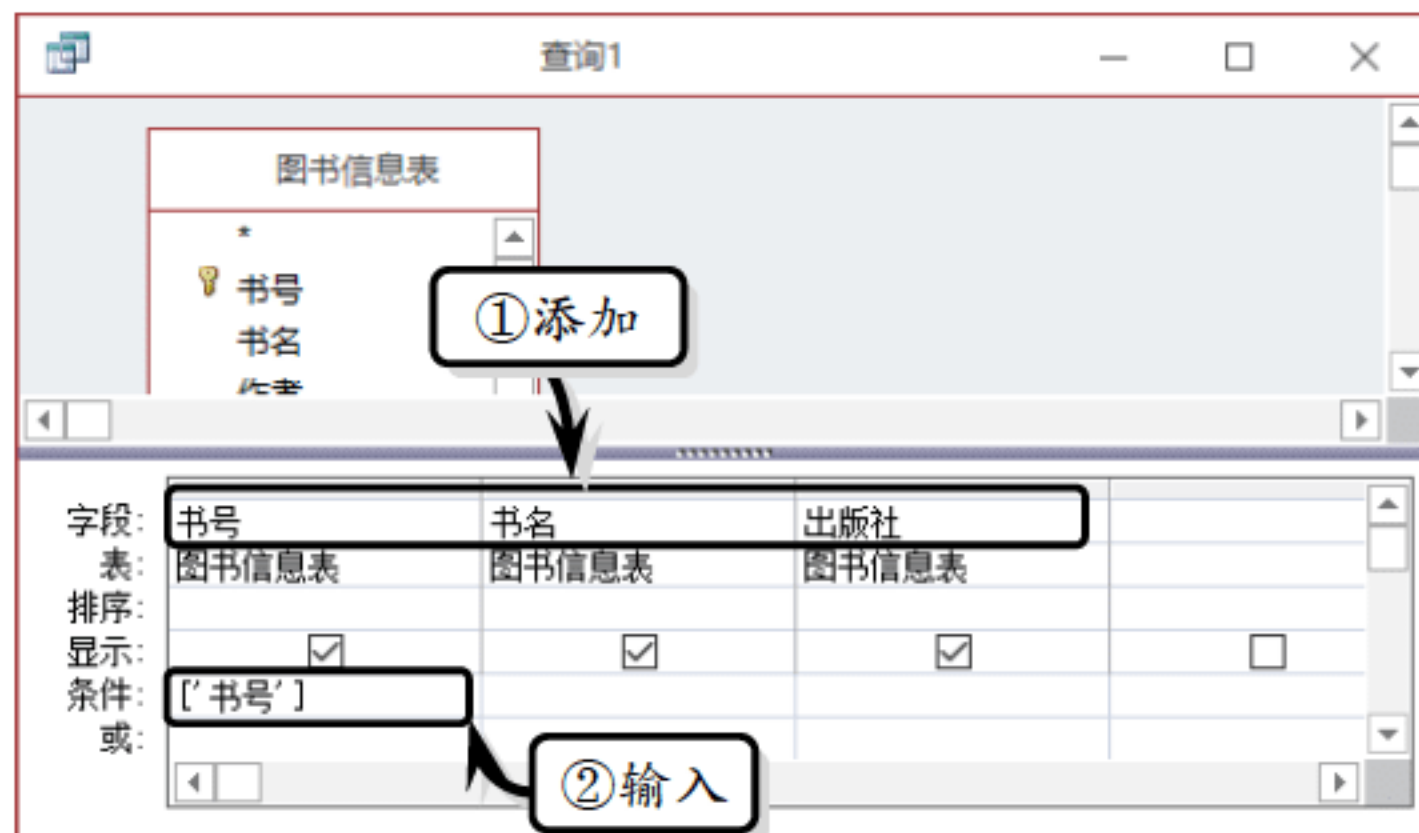 查询1
图书信息表
*
书号
书名
作者
①添加
字段: 书号 书名 出版社
表: 图书信息表 图书信息表 图书信息表
排序:
显示:
条件: ['书号']
或:
②输入